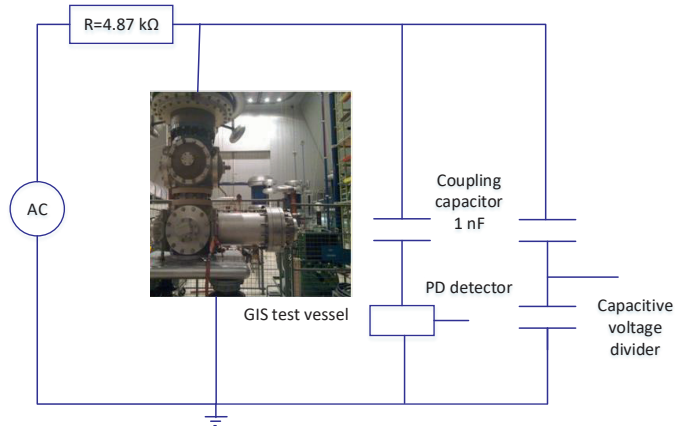 R=4.87 kΩ
AC
Coupling
capacitor
1 nF
PD detector
GIS test vessel
Capacitive
voltage
divider